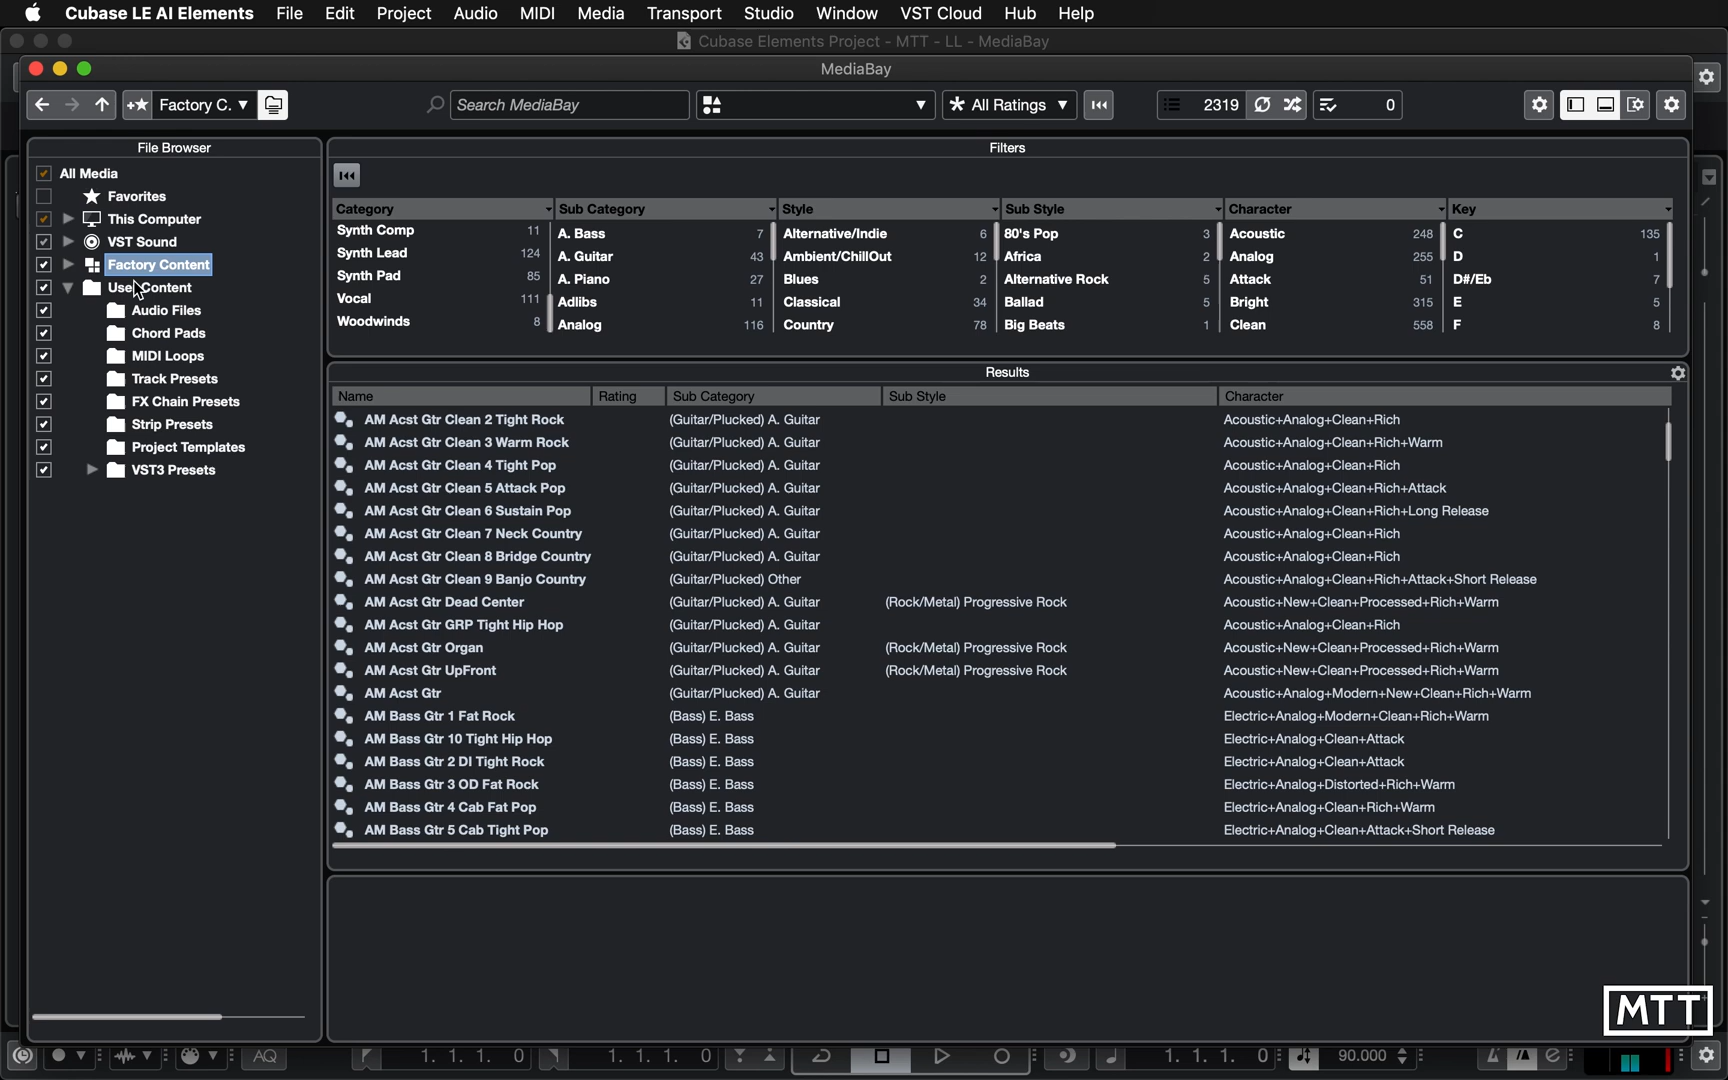 Cubase LE AI Elements File Edit Project Audio MIDI Media Transport Studio Window VST Cloud Hub Help
Cubase Elements Project - MTT - LL - MediaBay
MediaBay
Factory C. Search MediaBay All Ratings 2319 0
File Browser
All Media
Favorites
This Computer
VST Sound
Factory Content
User Content
Audio Files
Chord Pads
MIDI Loops
Track Presets
FX Chain Presets
Strip Presets
Project Templates
VST3 Presets
Filters
Category Sub Category Style Sub Style Character Key
Synth Comp 11 A. Bass 7 Alternative/Indie 6 80's Pop 3 Acoustic 248 C 135
Synth Lead 124 A. Guitar 43 Ambient/ChillOut 12 Africa 2 Analog 255 D 1
Synth Pad 85 A. Piano 27 Blues 2 Alternative Rock 5 Attack 51 D#/Eb 7
Vocal 111 Adlibs 11 Classical 34 Ballad 5 Bright 315 E 5
Woodwinds 8 Analog 116 Country 78 Big Beats 1 Clean 558 F 8
Results
Name Rating Sub Category Sub Style Character
AM Acst Gtr Clean 2 Tight Rock (Guitar/Plucked) A. Guitar Acoustic+Analog+Clean+Rich
AM Acst Gtr Clean 3 Warm Rock (Guitar/Plucked) A. Guitar Acoustic+Analog+Clean+Rich+Warm
AM Acst Gtr Clean 4 Tight Pop (Guitar/Plucked) A. Guitar Acoustic+Analog+Clean+Rich
AM Acst Gtr Clean 5 Attack Pop (Guitar/Plucked) A. Guitar Acoustic+Analog+Clean+Rich+Attack
AM Acst Gtr Clean 6 Sustain Pop (Guitar/Plucked) A. Guitar Acoustic+Analog+Clean+Rich+Long Release
AM Acst Gtr Clean 7 Neck Country (Guitar/Plucked) A. Guitar Acoustic+Analog+Clean+Rich
AM Acst Gtr Clean 8 Bridge Country (Guitar/Plucked) A. Guitar Acoustic+Analog+Clean+Rich
AM Acst Gtr Clean 9 Banjo Country (Guitar/Plucked) Other Acoustic+Analog+Clean+Rich+Attack+Short Release
AM Acst Gtr Dead Center (Guitar/Plucked) A. Guitar (Rock/Metal) Progressive Rock Acoustic+New+Clean+Processed+Rich+Warm
AM Acst Gtr GRP Tight Hip Hop (Guitar/Plucked) A. Guitar Acoustic+Analog+Clean+Rich
AM Acst Gtr Organ (Guitar/Plucked) A. Guitar (Rock/Metal) Progressive Rock Acoustic+New+Clean+Processed+Rich+Warm
AM Acst Gtr UpFront (Guitar/Plucked) A. Guitar (Rock/Metal) Progressive Rock Acoustic+New+Clean+Processed+Rich+Warm
AM Acst Gtr (Guitar/Plucked) A. Guitar Acoustic+Analog+Modern+New+Clean+Rich+Warm
AM Bass Gtr 1 Fat Rock (Bass) E. Bass Electric+Analog+Modern+Clean+Rich+Warm
AM Bass Gtr 10 Tight Hip Hop (Bass) E. Bass Electric+Analog+Clean+Attack
AM Bass Gtr 2 DI Tight Rock (Bass) E. Bass Electric+Analog+Clean+Attack
AM Bass Gtr 3 OD Fat Rock (Bass) E. Bass Electric+Analog+Distorted+Rich+Warm
AM Bass Gtr 4 Cab Fat Pop (Bass) E. Bass Electric+Analog+Clean+Rich+Warm
AM Bass Gtr 5 Cab Tight Pop (Bass) E. Bass Electric+Analog+Clean+Attack+Short Release
MTT
AQ 1. 1. 1. 0 1. 1. 1. 0 1. 1. 1. 0 90.000